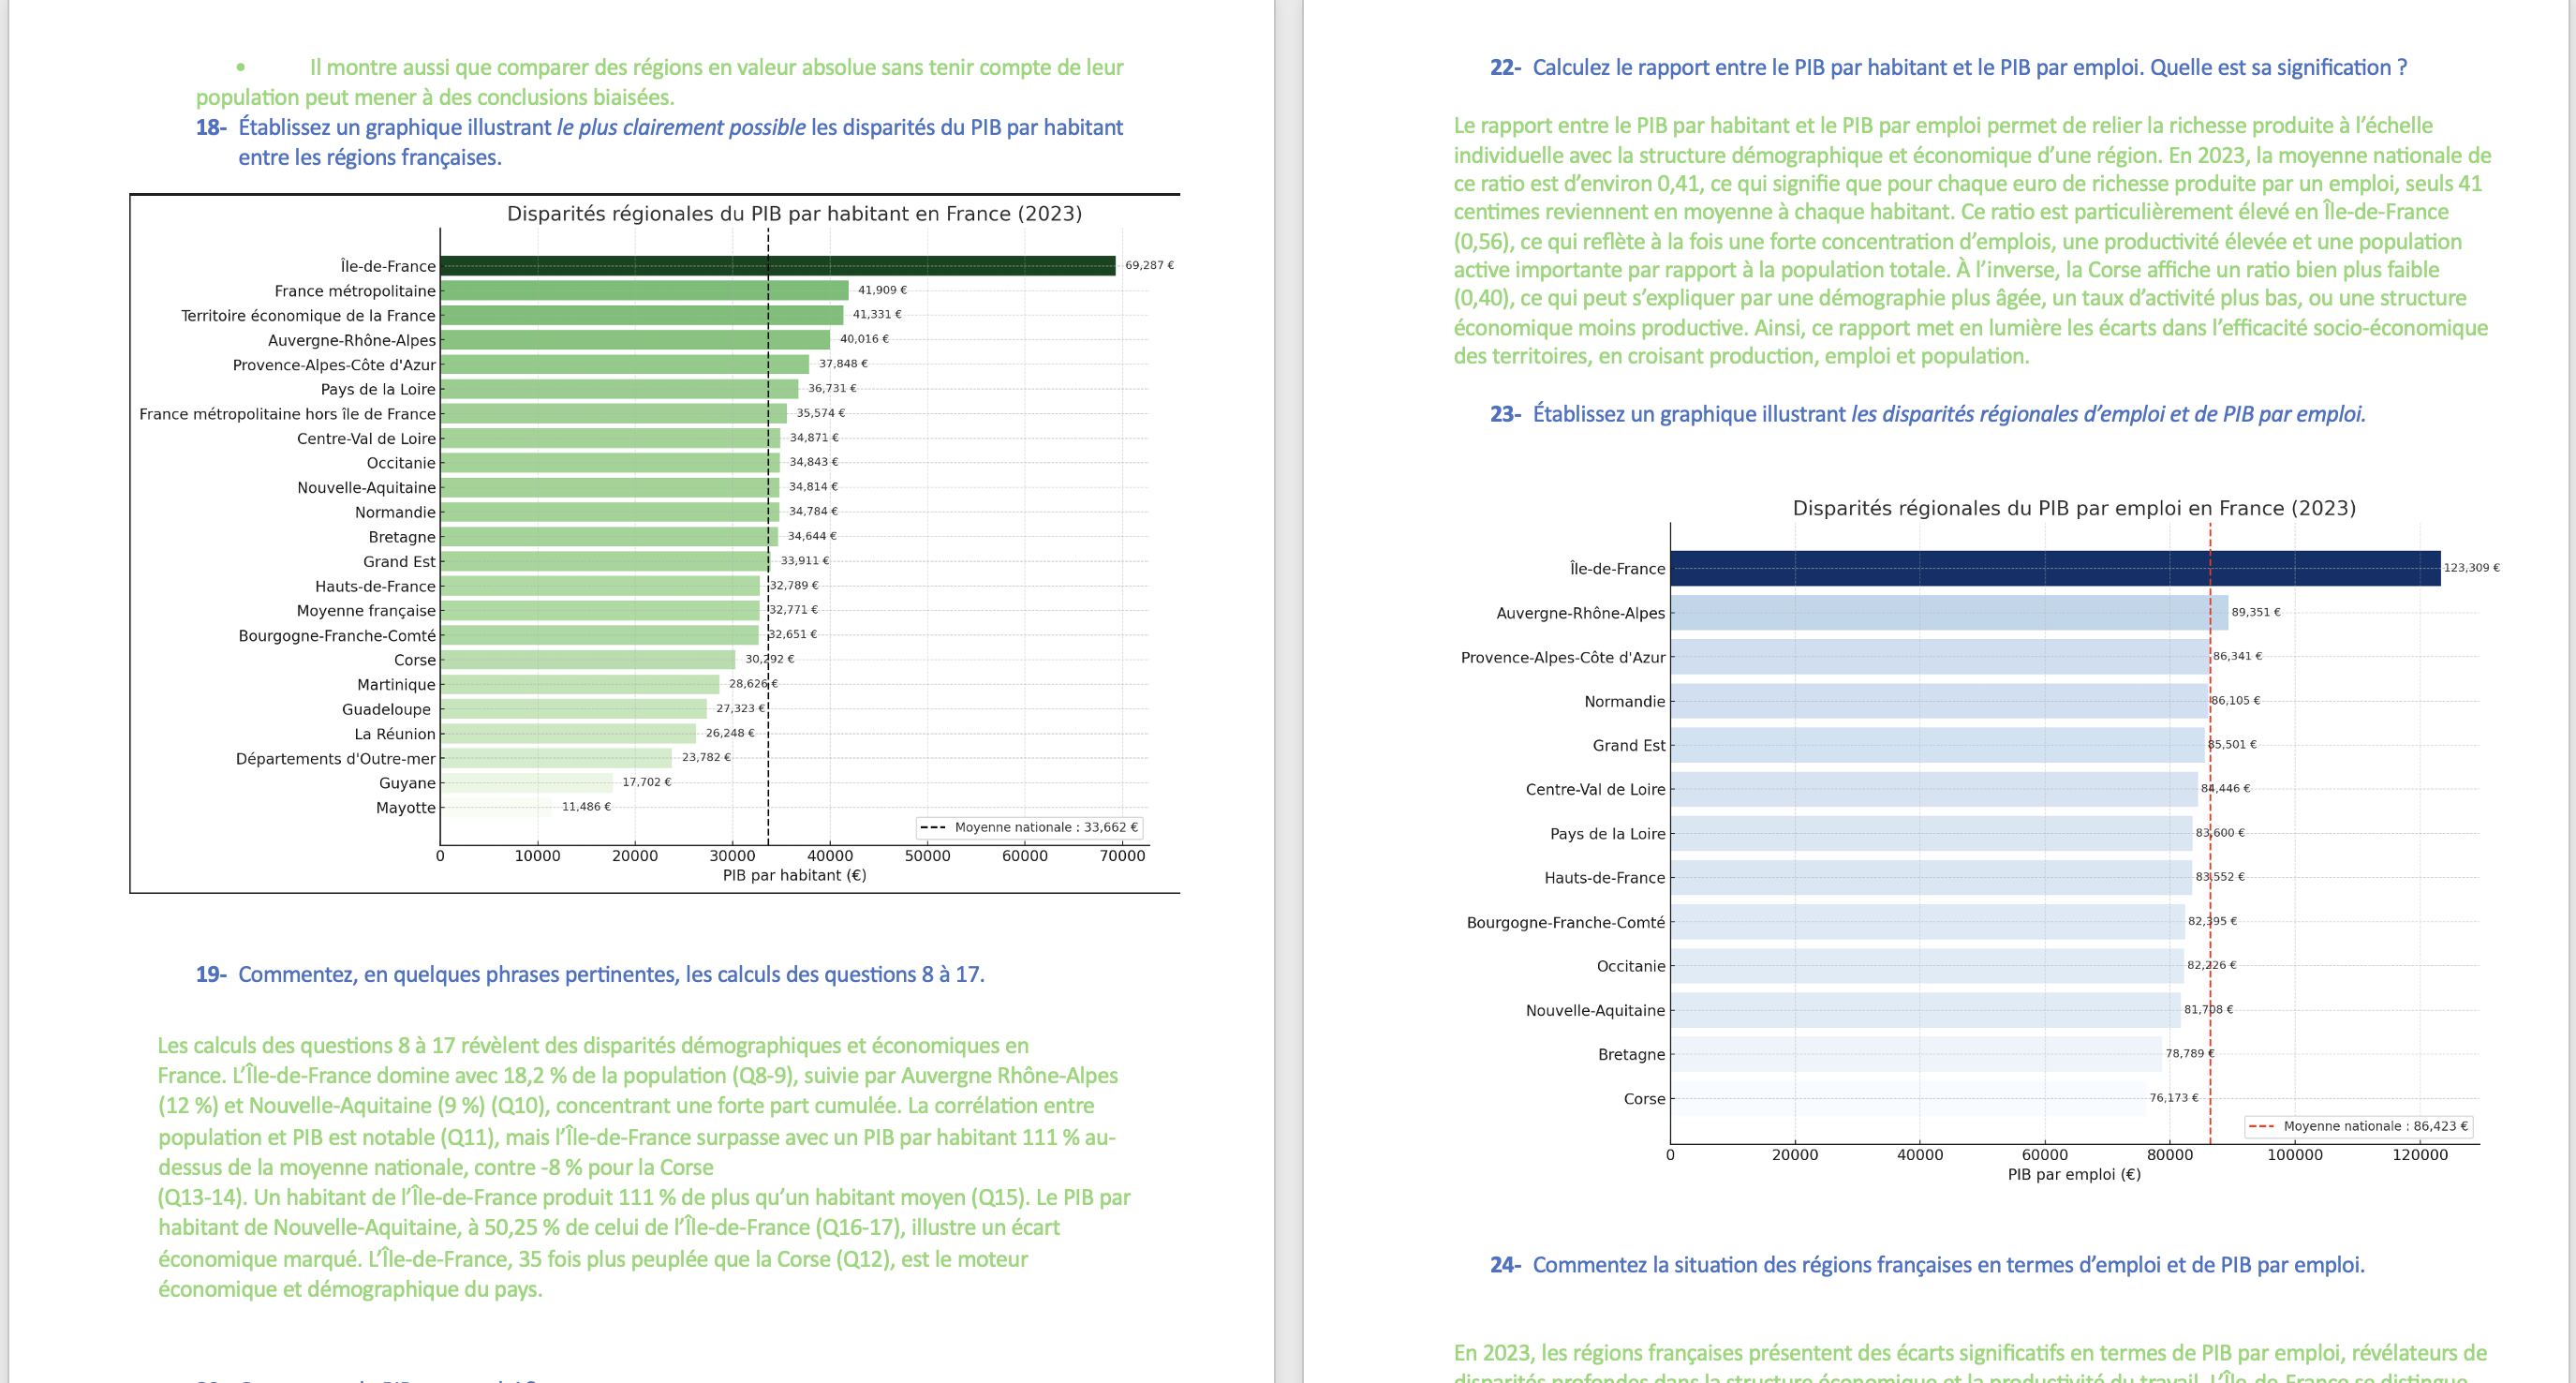 • Il montre aussi que comparer des régions en valeur absolue sans tenir compte de leur
population peut mener à des conclusions biaisées.
18- Établissez un graphique illustrant le plus clairement possible les disparités du PIB par habitant
entre les régions françaises.
Disparités régionales du PIB par habitant en France (2023)
Île-de-France 69,287 €
France métropolitaine 41,909 €
Territoire économique de la France 41,331 €
Auvergne-Rhône-Alpes 40,016 €
Provence-Alpes-Côte d'Azur 37,848 €
Pays de la Loire 36,731 €
France métropolitaine hors île de France 35,574 €
Centre-Val de Loire 34,871 €
Occitanie 34,843 €
Nouvelle-Aquitaine 34,814 €
Normandie 34,784 €
Bretagne 34,644 €
Grand Est 33,911 €
Hauts-de-France 32,789 €
Moyenne française 32,771 €
Bourgogne-Franche-Comté 32,651 €
Corse 30,292 €
Martinique 28,626 €
Guadeloupe 27,323 €
La Réunion 26,248 €
Départements d'Outre-mer 23,782 €
Guyane 17,702 €
Mayotte 11,486 €
Moyenne nationale : 33,662 €
0 10000 20000 30000 40000 50000 60000 70000
PIB par habitant (€)
19- Commentez, en quelques phrases pertinentes, les calculs des questions 8 à 17.
Les calculs des questions 8 à 17 révèlent des disparités démographiques et économiques en
France. L’Île-de-France domine avec 18,2 % de la population (Q8-9), suivie par Auvergne Rhône-Alpes
(12 %) et Nouvelle-Aquitaine (9 %) (Q10), concentrant une forte part cumulée. La corrélation entre
population et PIB est notable (Q11), mais l’Île-de-France surpasse avec un PIB par habitant 111 % au-
dessus de la moyenne nationale, contre -8 % pour la Corse
(Q13-14). Un habitant de l’Île-de-France produit 111 % de plus qu’un habitant moyen (Q15). Le PIB par
habitant de Nouvelle-Aquitaine, à 50,25 % de celui de l’Île-de-France (Q16-17), illustre un écart
économique marqué. L’Île-de-France, 35 fois plus peuplée que la Corse (Q12), est le moteur
économique et démographique du pays.
22- Calculez le rapport entre le PIB par habitant et le PIB par emploi. Quelle est sa signification ?
Le rapport entre le PIB par habitant et le PIB par emploi permet de relier la richesse produite à l’échelle
individuelle avec la structure démographique et économique d’une région. En 2023, la moyenne nationale de
ce ratio est d’environ 0,41, ce qui signifie que pour chaque euro de richesse produite par un emploi, seuls 41
centimes reviennent en moyenne à chaque habitant. Ce ratio est particulièrement élevé en Île-de-France
(0,56), ce qui reflète à la fois une forte concentration d’emplois, une productivité élevée et une population
active importante par rapport à la population totale. À l’inverse, la Corse affiche un ratio bien plus faible
(0,40), ce qui peut s’expliquer par une démographie plus âgée, un taux d’activité plus bas, ou une structure
économique moins productive. Ainsi, ce rapport met en lumière les écarts dans l’efficacité socio-économique
des territoires, en croisant production, emploi et population.
23- Établissez un graphique illustrant les disparités régionales d’emploi et de PIB par emploi.
Disparités régionales du PIB par emploi en France (2023)
Île-de-France 123,309 €
Auvergne-Rhône-Alpes 89,351 €
Provence-Alpes-Côte d'Azur 86,341 €
Normandie 86,105 €
Grand Est 85,501 €
Centre-Val de Loire 84,446 €
Pays de la Loire 83,600 €
Hauts-de-France 83,552 €
Bourgogne-Franche-Comté 82,395 €
Occitanie 82,226 €
Nouvelle-Aquitaine 81,708 €
Bretagne 78,789 €
Corse 76,173 €
Moyenne nationale : 86,423 €
0 20000 40000 60000 80000 100000 120000
PIB par emploi (€)
24- Commentez la situation des régions françaises en termes d’emploi et de PIB par emploi.
En 2023, les régions françaises présentent des écarts significatifs en termes de PIB par emploi, révélateurs de
disparités profondes dans la structure économique et la productivité du travail. L’Île-de-France se distingue